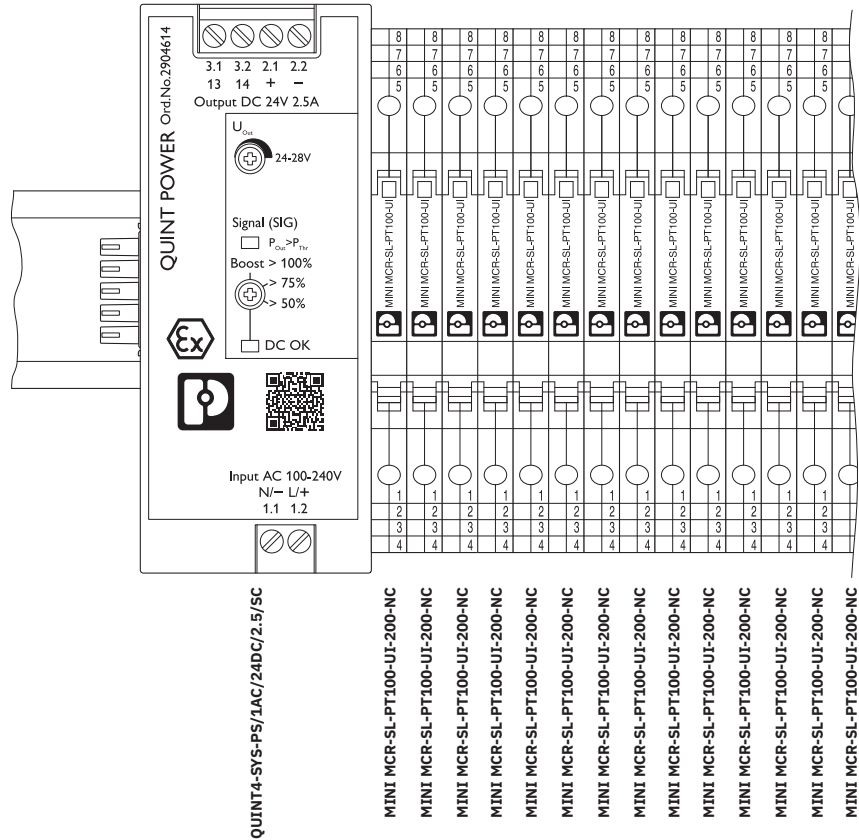 QUINT POWER Ord.No.2904614
3.1 3.2 2.1 2.2
13 14 + −
Output DC 24V 2.5A
UOut
24-28V
Signal (SIG)
POut>PThr
Boost > 100%
> 75%
> 50%
DC OK
Ex
Input AC 100-240V
N/− L/+
1.1 1.2
8 8 8 8 8 8 8 8 8 8 8 8 8
7 7 7 7 7 7 7 7 7 7 7 7 7
6 6 6 6 6 6 6 6 6 6 6 6 6
5 5 5 5 5 5 5 5 5 5 5 5 5
MINI MCR-SL-PT100-UI
MINI MCR-SL-PT100-UI
MINI MCR-SL-PT100-UI
MINI MCR-SL-PT100-UI
MINI MCR-SL-PT100-UI
MINI MCR-SL-PT100-UI
MINI MCR-SL-PT100-UI
MINI MCR-SL-PT100-UI
MINI MCR-SL-PT100-UI
MINI MCR-SL-PT100-UI
MINI MCR-SL-PT100-UI
MINI MCR-SL-PT100-UI
MINI MCR-SL-PT100-UI
MINI MCR-SL-PT100-UI
1 1 1 1 1 1 1 1 1 1 1 1 1
2 2 2 2 2 2 2 2 2 2 2 2 2
3 3 3 3 3 3 3 3 3 3 3 3 3
4 4 4 4 4 4 4 4 4 4 4 4 4
QUINT4-SYS-PS/1AC/24DC/2.5/SC
MINI MCR-SL-PT100-UI-200-NC
MINI MCR-SL-PT100-UI-200-NC
MINI MCR-SL-PT100-UI-200-NC
MINI MCR-SL-PT100-UI-200-NC
MINI MCR-SL-PT100-UI-200-NC
MINI MCR-SL-PT100-UI-200-NC
MINI MCR-SL-PT100-UI-200-NC
MINI MCR-SL-PT100-UI-200-NC
MINI MCR-SL-PT100-UI-200-NC
MINI MCR-SL-PT100-UI-200-NC
MINI MCR-SL-PT100-UI-200-NC
MINI MCR-SL-PT100-UI-200-NC
MINI MCR-SL-PT100-UI-200-NC
MINI MCR-SL-PT100-UI-200-NC